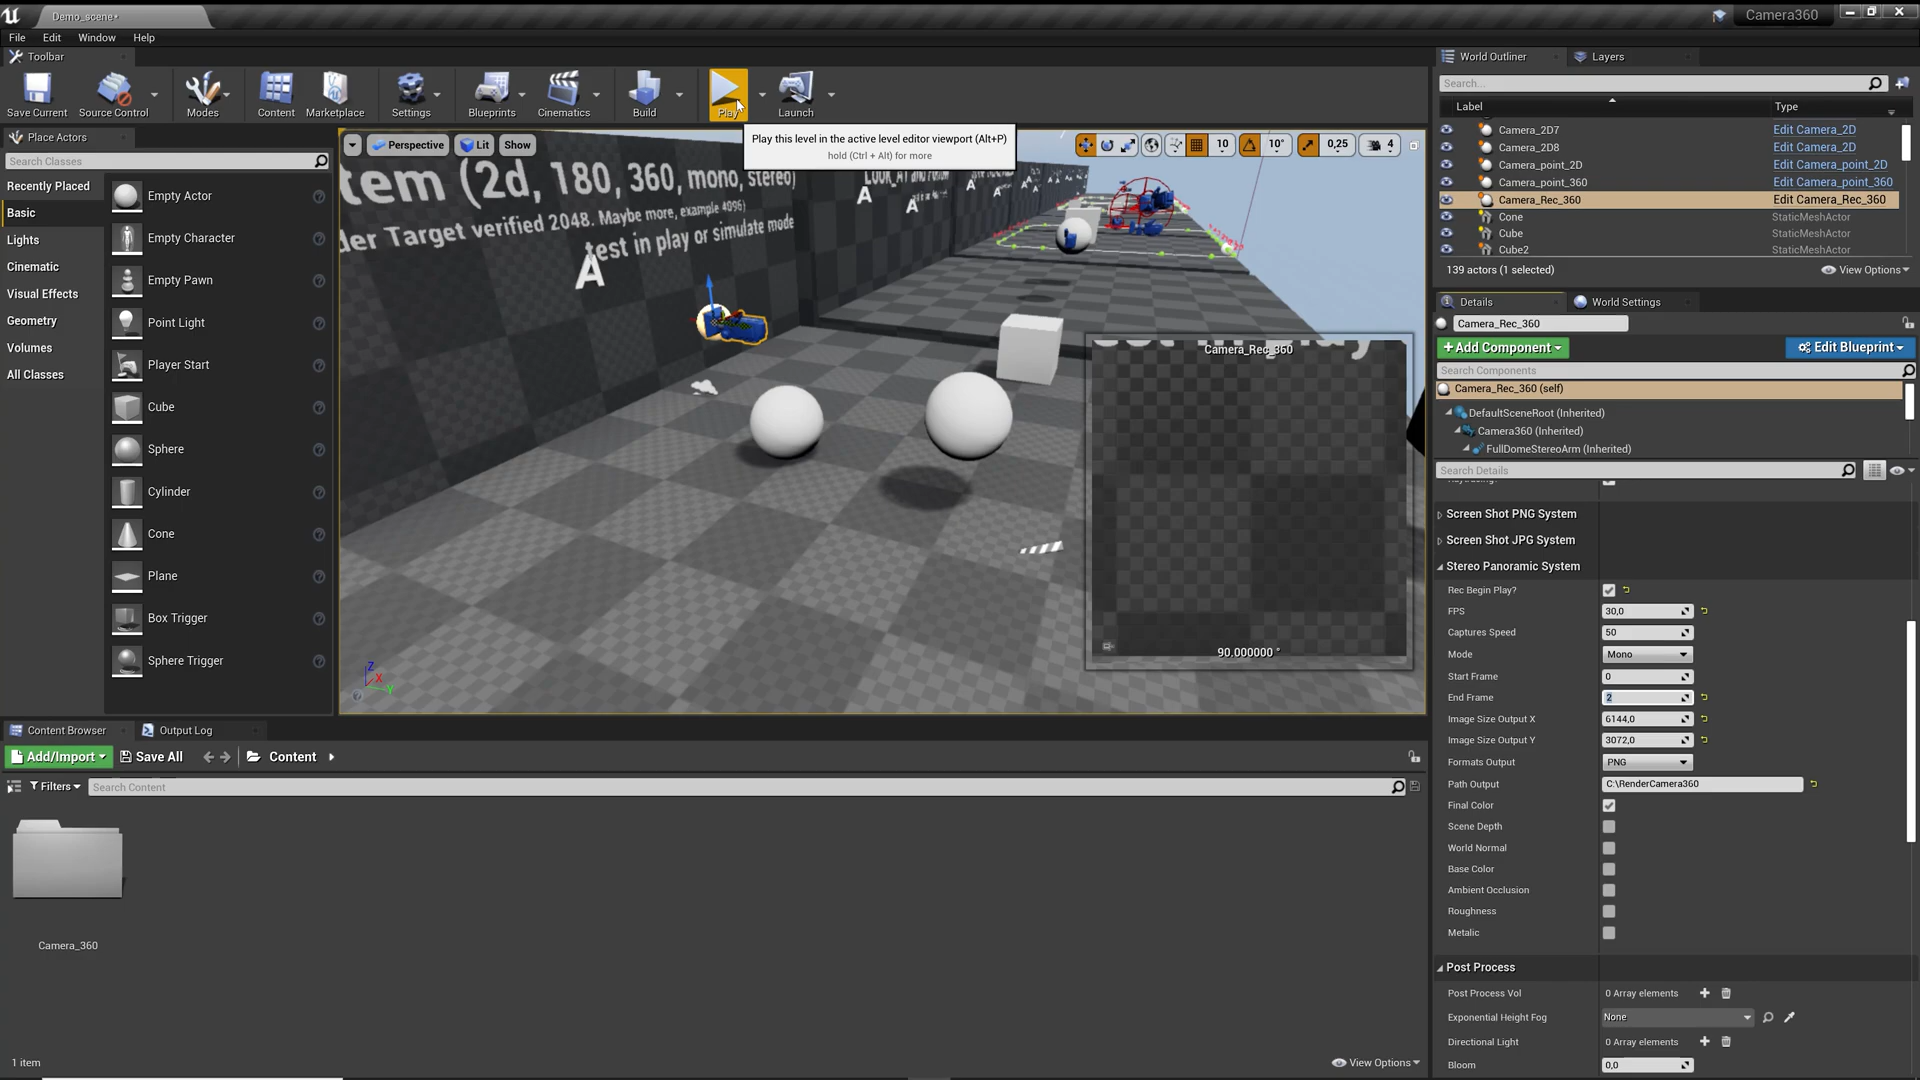 Demo_scene•
Camera360
File Edit Window Help
Toolbar
Save Current
Source Control
Modes
Content
Marketplace
Settings
Blueprints
Cinematics
Build
Play
Launch
Play this level in the active level editor viewport (Alt+P)
hold (Ctrl + Alt) for more
Place Actors
Search Classes
Recently Placed
Basic
Lights
Cinematic
Visual Effects
Geometry
Volumes
All Classes
Empty Actor
Empty Character
Empty Pawn
Point Light
Player Start
Cube
Sphere
Cylinder
Cone
Plane
Box Trigger
Sphere Trigger
Perspective
Lit
Show
10
10°
0,25
4
tem (2d, 180, 360, mono, stereo)
der Target verified 2048. Maybe more, example 4096)
test in play or simulate mode
A
A
A
A
Camera_Rec_360
90.000000 °
Z
X
Y
World Outliner
Layers
Search...
Label
Type
Camera_2D7 Edit Camera_2D
Camera_2D8 Edit Camera_2D
Camera_point_2D Edit Camera_point_2D
Camera_point_360 Edit Camera_point_360
Camera_Rec_360 Edit Camera_Rec_360
Cone StaticMeshActor
Cube StaticMeshActor
Cube2 StaticMeshActor
139 actors (1 selected)
View Options
Details
World Settings
Camera_Rec_360
+Add Component
Edit Blueprint
Search Components
Camera_Rec_360 (self)
DefaultSceneRoot (Inherited)
Camera360 (Inherited)
FullDomeStereoArm (Inherited)
Search Details
Screen Shot PNG System
Screen Shot JPG System
Stereo Panoramic System
Rec Begin Play?
FPS 30,0
Captures Speed 50
Mode Mono
Start Frame 0
End Frame 2
Image Size Output X 6144,0
Image Size Output Y 3072,0
Formats Output PNG
Path Output C:\RenderCamera360
Final Color
Scene Depth
World Normal
Base Color
Ambient Occlusion
Roughness
Metalic
Post Process
Post Process Vol 0 Array elements
Exponential Height Fog None
Directional Light 0 Array elements
Bloom 0,0
Content Browser
Output Log
Add/Import
Save All
Content
Filters
Search Content
Camera_360
1 item
View Options